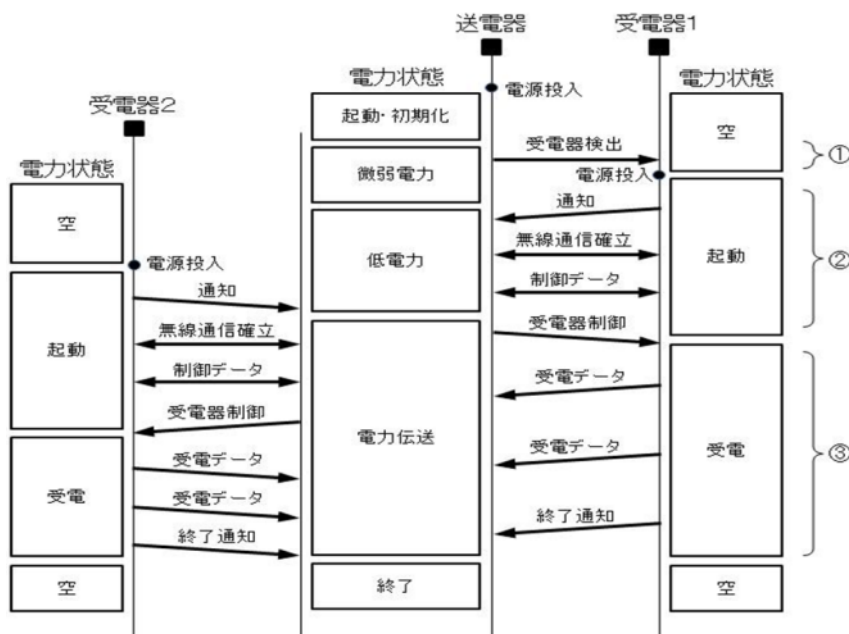 送電器
受電器1
電力状態
電力状態
受電器2
電源投入
起動・初期化
空
受電器検出
①
電力状態
微弱電力
電源投入
通知
空
低電力
無線通信確立
起動
②
電源投入
制御データ
通知
受電器制御
無線通信確立
起動
制御データ
受電データ
受電器制御
電力伝送
受電データ
受電
③
受電データ
受電
受電データ
終了通知
終了通知
空
終了
空